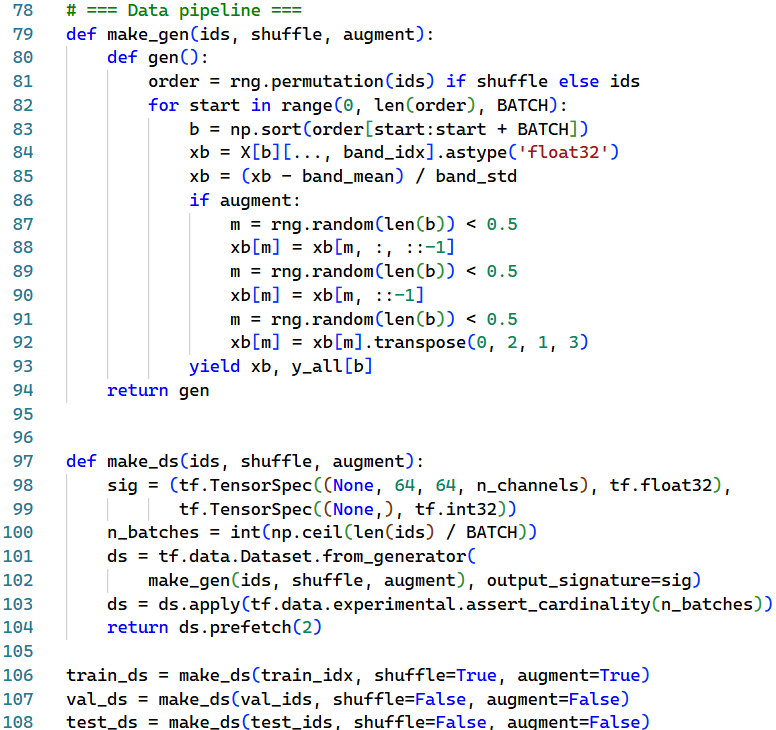 78 # === Data pipeline ===
79 def make_gen(ids, shuffle, augment):
80     def gen():
81         order = rng.permutation(ids) if shuffle else ids
82         for start in range(0, len(order), BATCH):
83             b = np.sort(order[start:start + BATCH])
84             xb = X[b][..., band_idx].astype('float32')
85             xb = (xb - band_mean) / band_std
86             if augment:
87                 m = rng.random(len(b)) < 0.5
88                 xb[m] = xb[m, :, ::-1]
89                 m = rng.random(len(b)) < 0.5
90                 xb[m] = xb[m, ::-1]
91                 m = rng.random(len(b)) < 0.5
92                 xb[m] = xb[m].transpose(0, 2, 1, 3)
93             yield xb, y_all[b]
94     return gen
95
96
97 def make_ds(ids, shuffle, augment):
98     sig = (tf.TensorSpec((None, 64, 64, n_channels), tf.float32),
99            tf.TensorSpec((None,), tf.int32))
100     n_batches = int(np.ceil(len(ids) / BATCH))
101     ds = tf.data.Dataset.from_generator(
102         make_gen(ids, shuffle, augment), output_signature=sig)
103     ds = ds.apply(tf.data.experimental.assert_cardinality(n_batches))
104     return ds.prefetch(2)
105
106 train_ds = make_ds(train_idx, shuffle=True, augment=True)
107 val_ds = make_ds(val_ids, shuffle=False, augment=False)
108 test_ds = make_ds(test_ids, shuffle=False, augment=False)